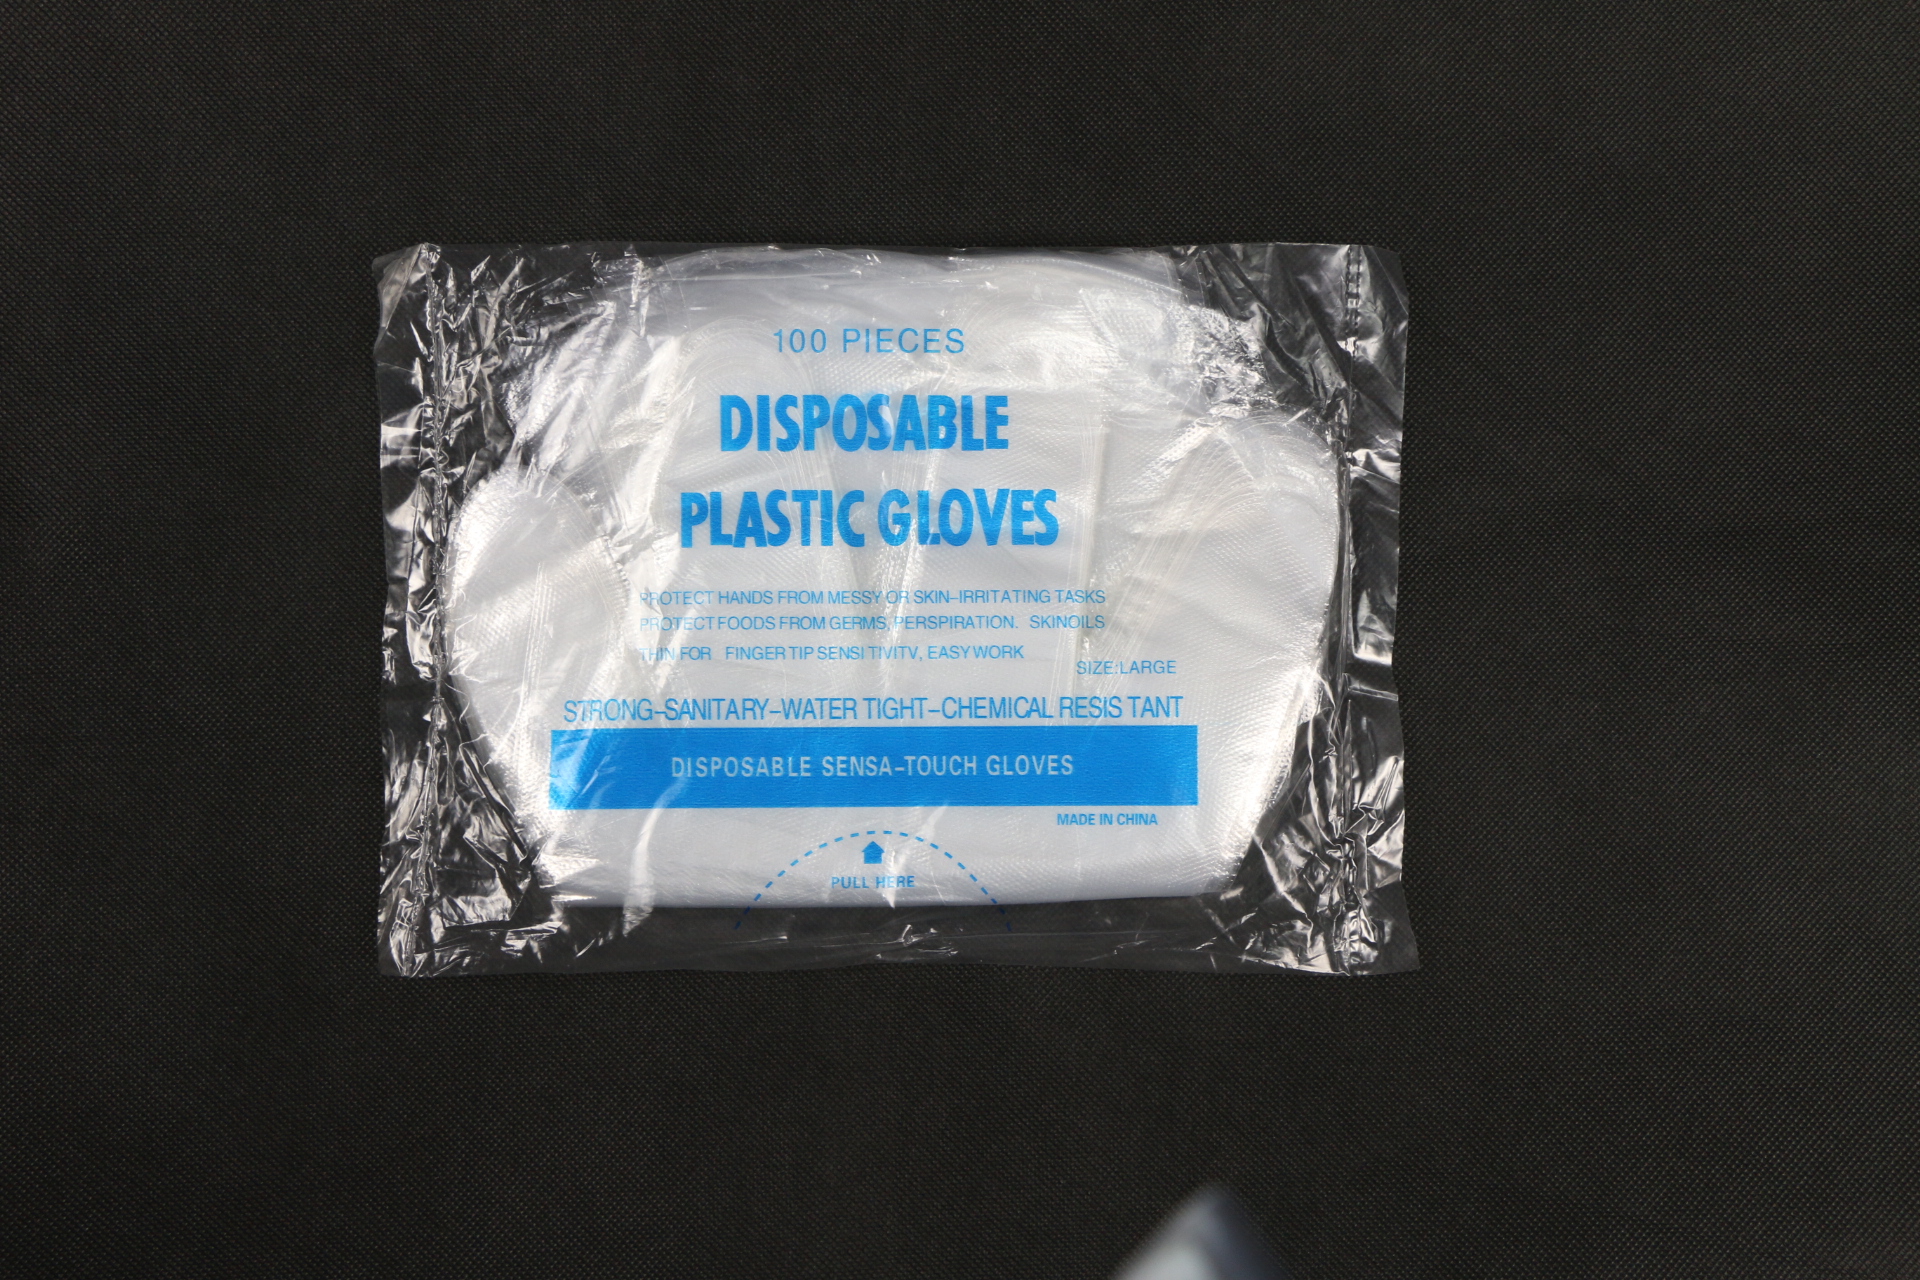 100 PIECES
DISPOSABLE
PLASTIC GLOVES
PROTECT HANDS FROM MESSY OR SKIN-IRRITATING TASKS
PROTECT FOODS FROM GERMS, PERSPIRATION. SKINOILS
THIN FOR FINGER TIP SENSI TIVITV, EASY WORK
SIZE:LARGE
STRONG-SANITARY-WATER TIGHT-CHEMICAL RESIS TANT
DISPOSABLE SENSA-TOUCH GLOVES
MADE IN CHINA
PULL HERE